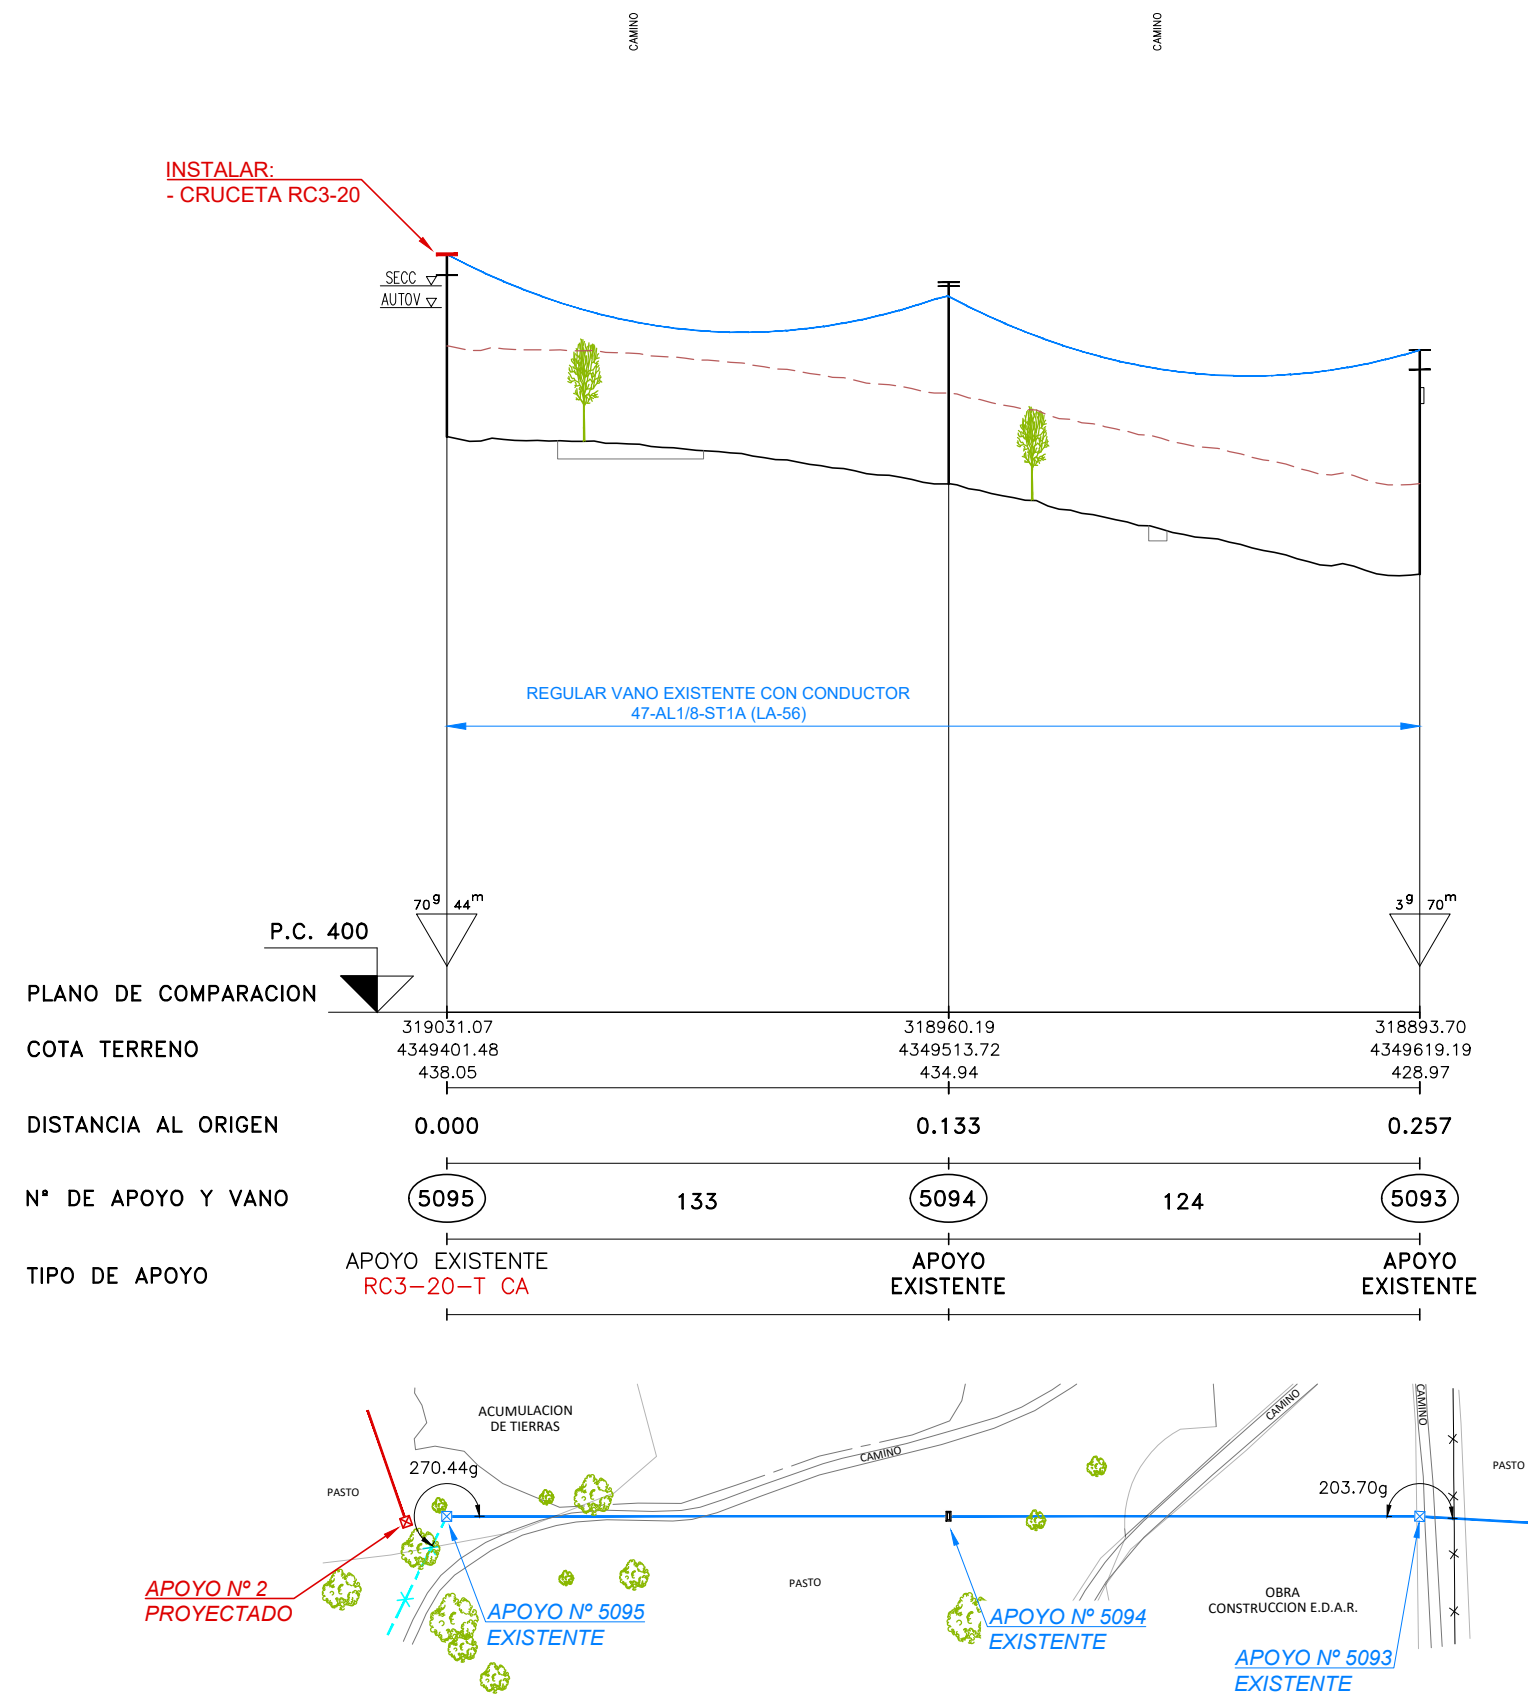 CAMINO
CAMINO
INSTALAR:
- CRUCETA RC3-20
SECC
AUTOV
REGULAR VANO EXISTENTE CON CONDUCTOR
47-AL1/8-ST1A (LA-56)
70g 44m
3g 70m
P.C. 400
PLANO DE COMPARACION
319031.07
318960.19
318893.70
COTA TERRENO
4349401.48
4349513.72
4349619.19
438.05
434.94
428.97
DISTANCIA AL ORIGEN
0.000
0.133
0.257
Nª DE APOYO Y VANO
5095
133
5094
124
5093
TIPO DE APOYO
APOYO EXISTENTE
RC3-20-T CA
APOYO
EXISTENTE
APOYO
EXISTENTE
ACUMULACION
DE TIERRAS
CAMINO
CAMINO
CAMINO
270.44g
203.70g
PASTO
PASTO
PASTO
OBRA
CONSTRUCCION E.D.A.R.
APOYO Nº 2
PROYECTADO
APOYO Nº 5095
EXISTENTE
APOYO Nº 5094
EXISTENTE
APOYO Nº 5093
EXISTENTE